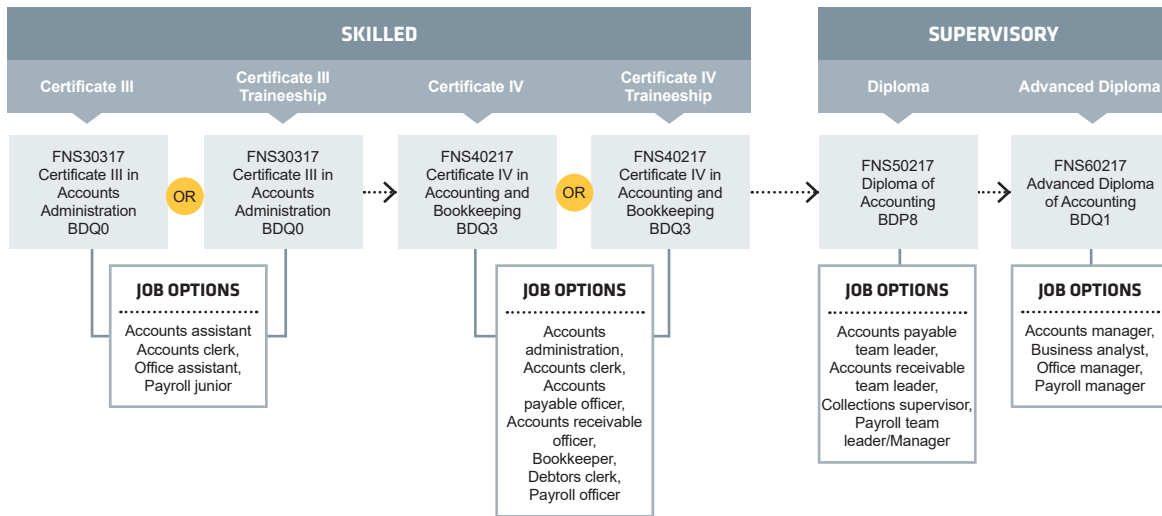 SKILLED
SUPERVISORY
Certificate III
Certificate III
Traineeship
Certificate IV
Certificate IV
Traineeship
Diploma
Advanced Diploma
FNS30317
Certificate III in
Accounts
Administration
BDQ0
OR
FNS30317
Certificate III in
Accounts
Administration
BDQ0
FNS40217
Certificate IV in
Accounting and
Bookkeeping
BDQ3
OR
FNS40217
Certificate IV in
Accounting and
Bookkeeping
BDQ3
FNS50217
Diploma of
Accounting
BDP8
FNS60217
Advanced Diploma
of Accounting
BDQ1
JOB OPTIONS
Accounts assistant
Accounts clerk,
Office assistant,
Payroll junior
JOB OPTIONS
Accounts
administration,
Accounts clerk,
Accounts
payable officer,
Accounts receivable
officer,
Bookkeeper,
Debtors clerk,
Payroll officer
JOB OPTIONS
Accounts payable
team leader,
Accounts receivable
team leader,
Collections supervisor,
Payroll team
leader/Manager
JOB OPTIONS
Accounts manager,
Business analyst,
Office manager,
Payroll manager